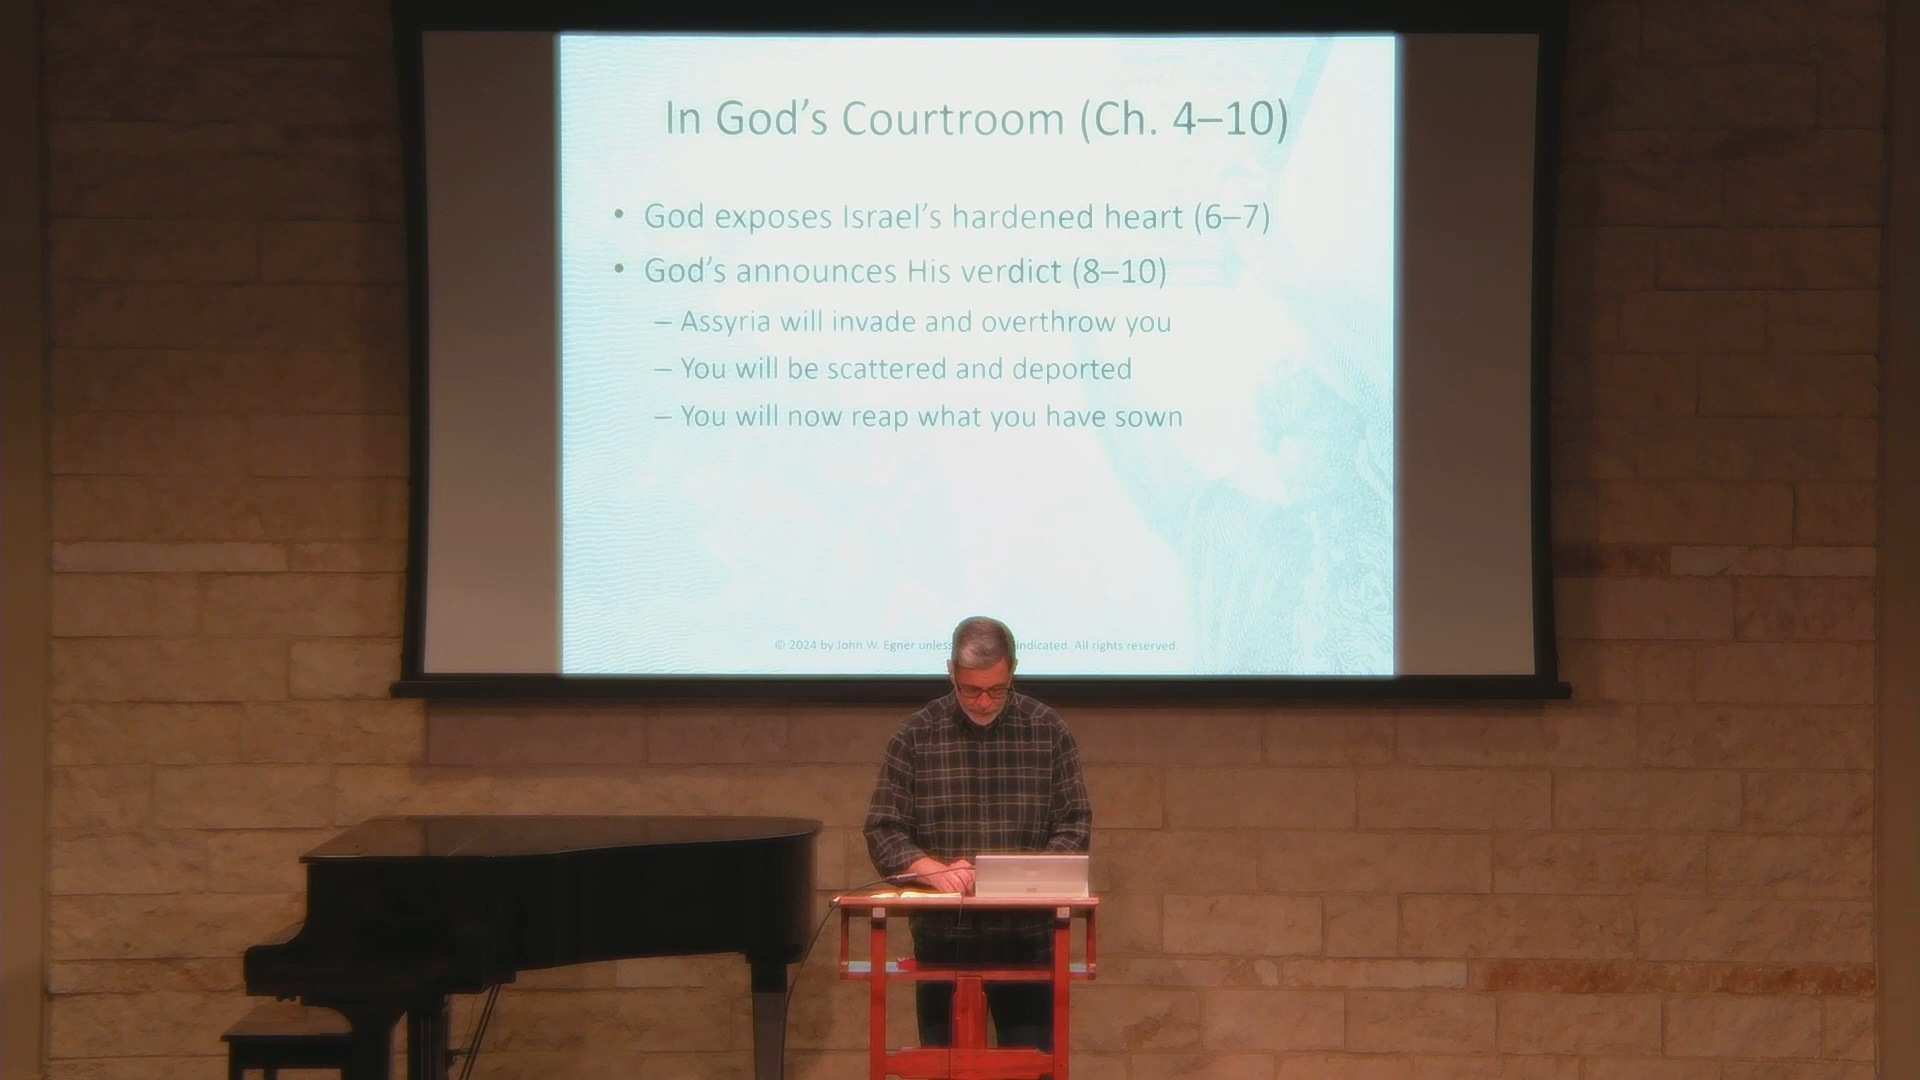 In God's Courtroom (Ch. 4–10)
• God exposes Israel's hardened heart (6–7)
• God's announces His verdict (8–10)
– Assyria will invade and overthrow you
– You will be scattered and deported
– You will now reap what you have sown
© 2024 by John W. Egner unless indicated. All rights reserved.